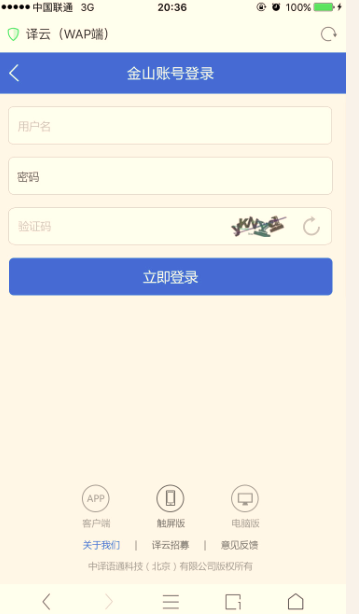 中国联通 3G 20:36 100%
译云（WAP端）
金山账号登录
用户名
密码
验证码
立即登录
APP
客户端 触屏版 电脑版
关于我们 | 译云招募 | 意见反馈
中译语通科技（北京）有限公司版权所有
1